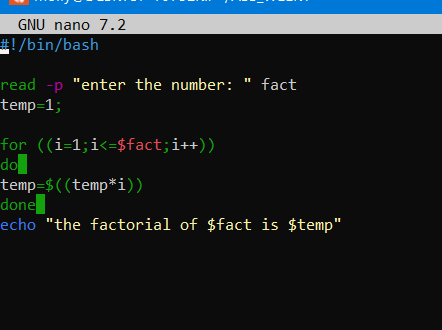 GNU nano 7.2
#!/bin/bash
read -p "enter the number: " fact
temp=1;
for ((i=1;i<=$fact;i++))
do
temp=$((temp*i))
done
echo "the factorial of $fact is $temp"